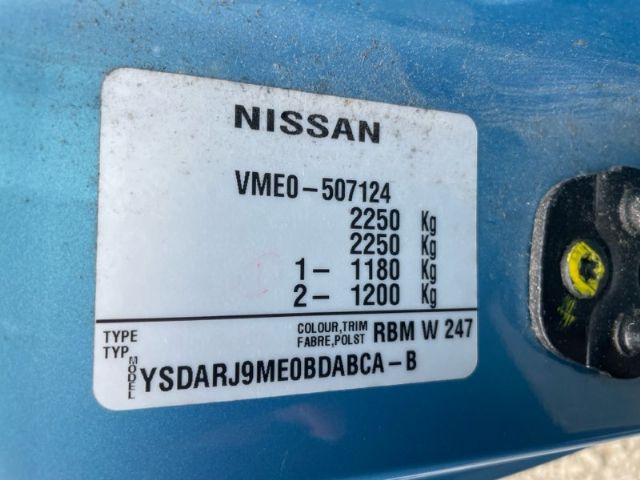 NISSAN
VME0-507124
2250 Kg
2250 Kg
1- 1180 Kg
2- 1200 Kg
TYPE
TYP
COLOUR,TRIM
FABRE,POLST
RBM W 247
MODEL
YSDARJ9ME0BDABCA-B